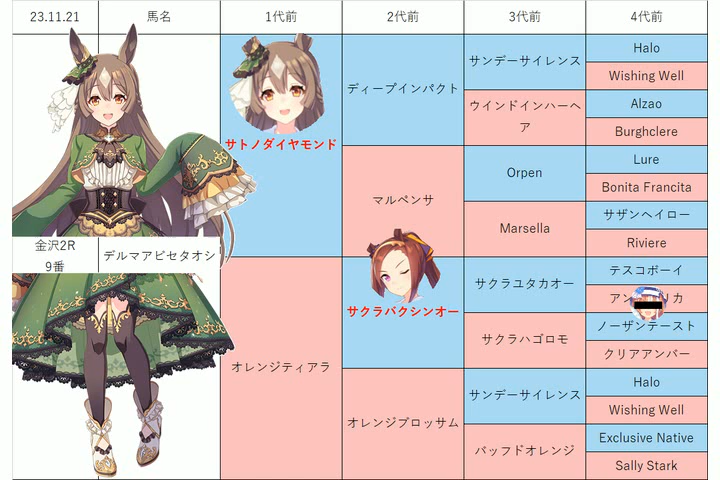 23.11.21 馬名 1代前 2代前 3代前 4代前
サトノダイヤモンド
ディープインパクト
サンデーサイレンス
Halo
Wishing Well
ウインドインハーヘ
ア
Alzao
Burghclere
マルペンサ
Orpen
Lure
Bonita Francita
Marsella
サザンヘイロー
Riviere
金沢2R
9番
デルマアピセタオシ
オレンジティアラ
サクラバクシンオー
サクラユタカオー
テスコボーイ
アン リカ
サクラハゴロモ
ノーザンテースト
クリアアンバー
オレンジブロッサム
サンデーサイレンス
Halo
Wishing Well
バッフドオレンジ
Exclusive Native
Sally Stark